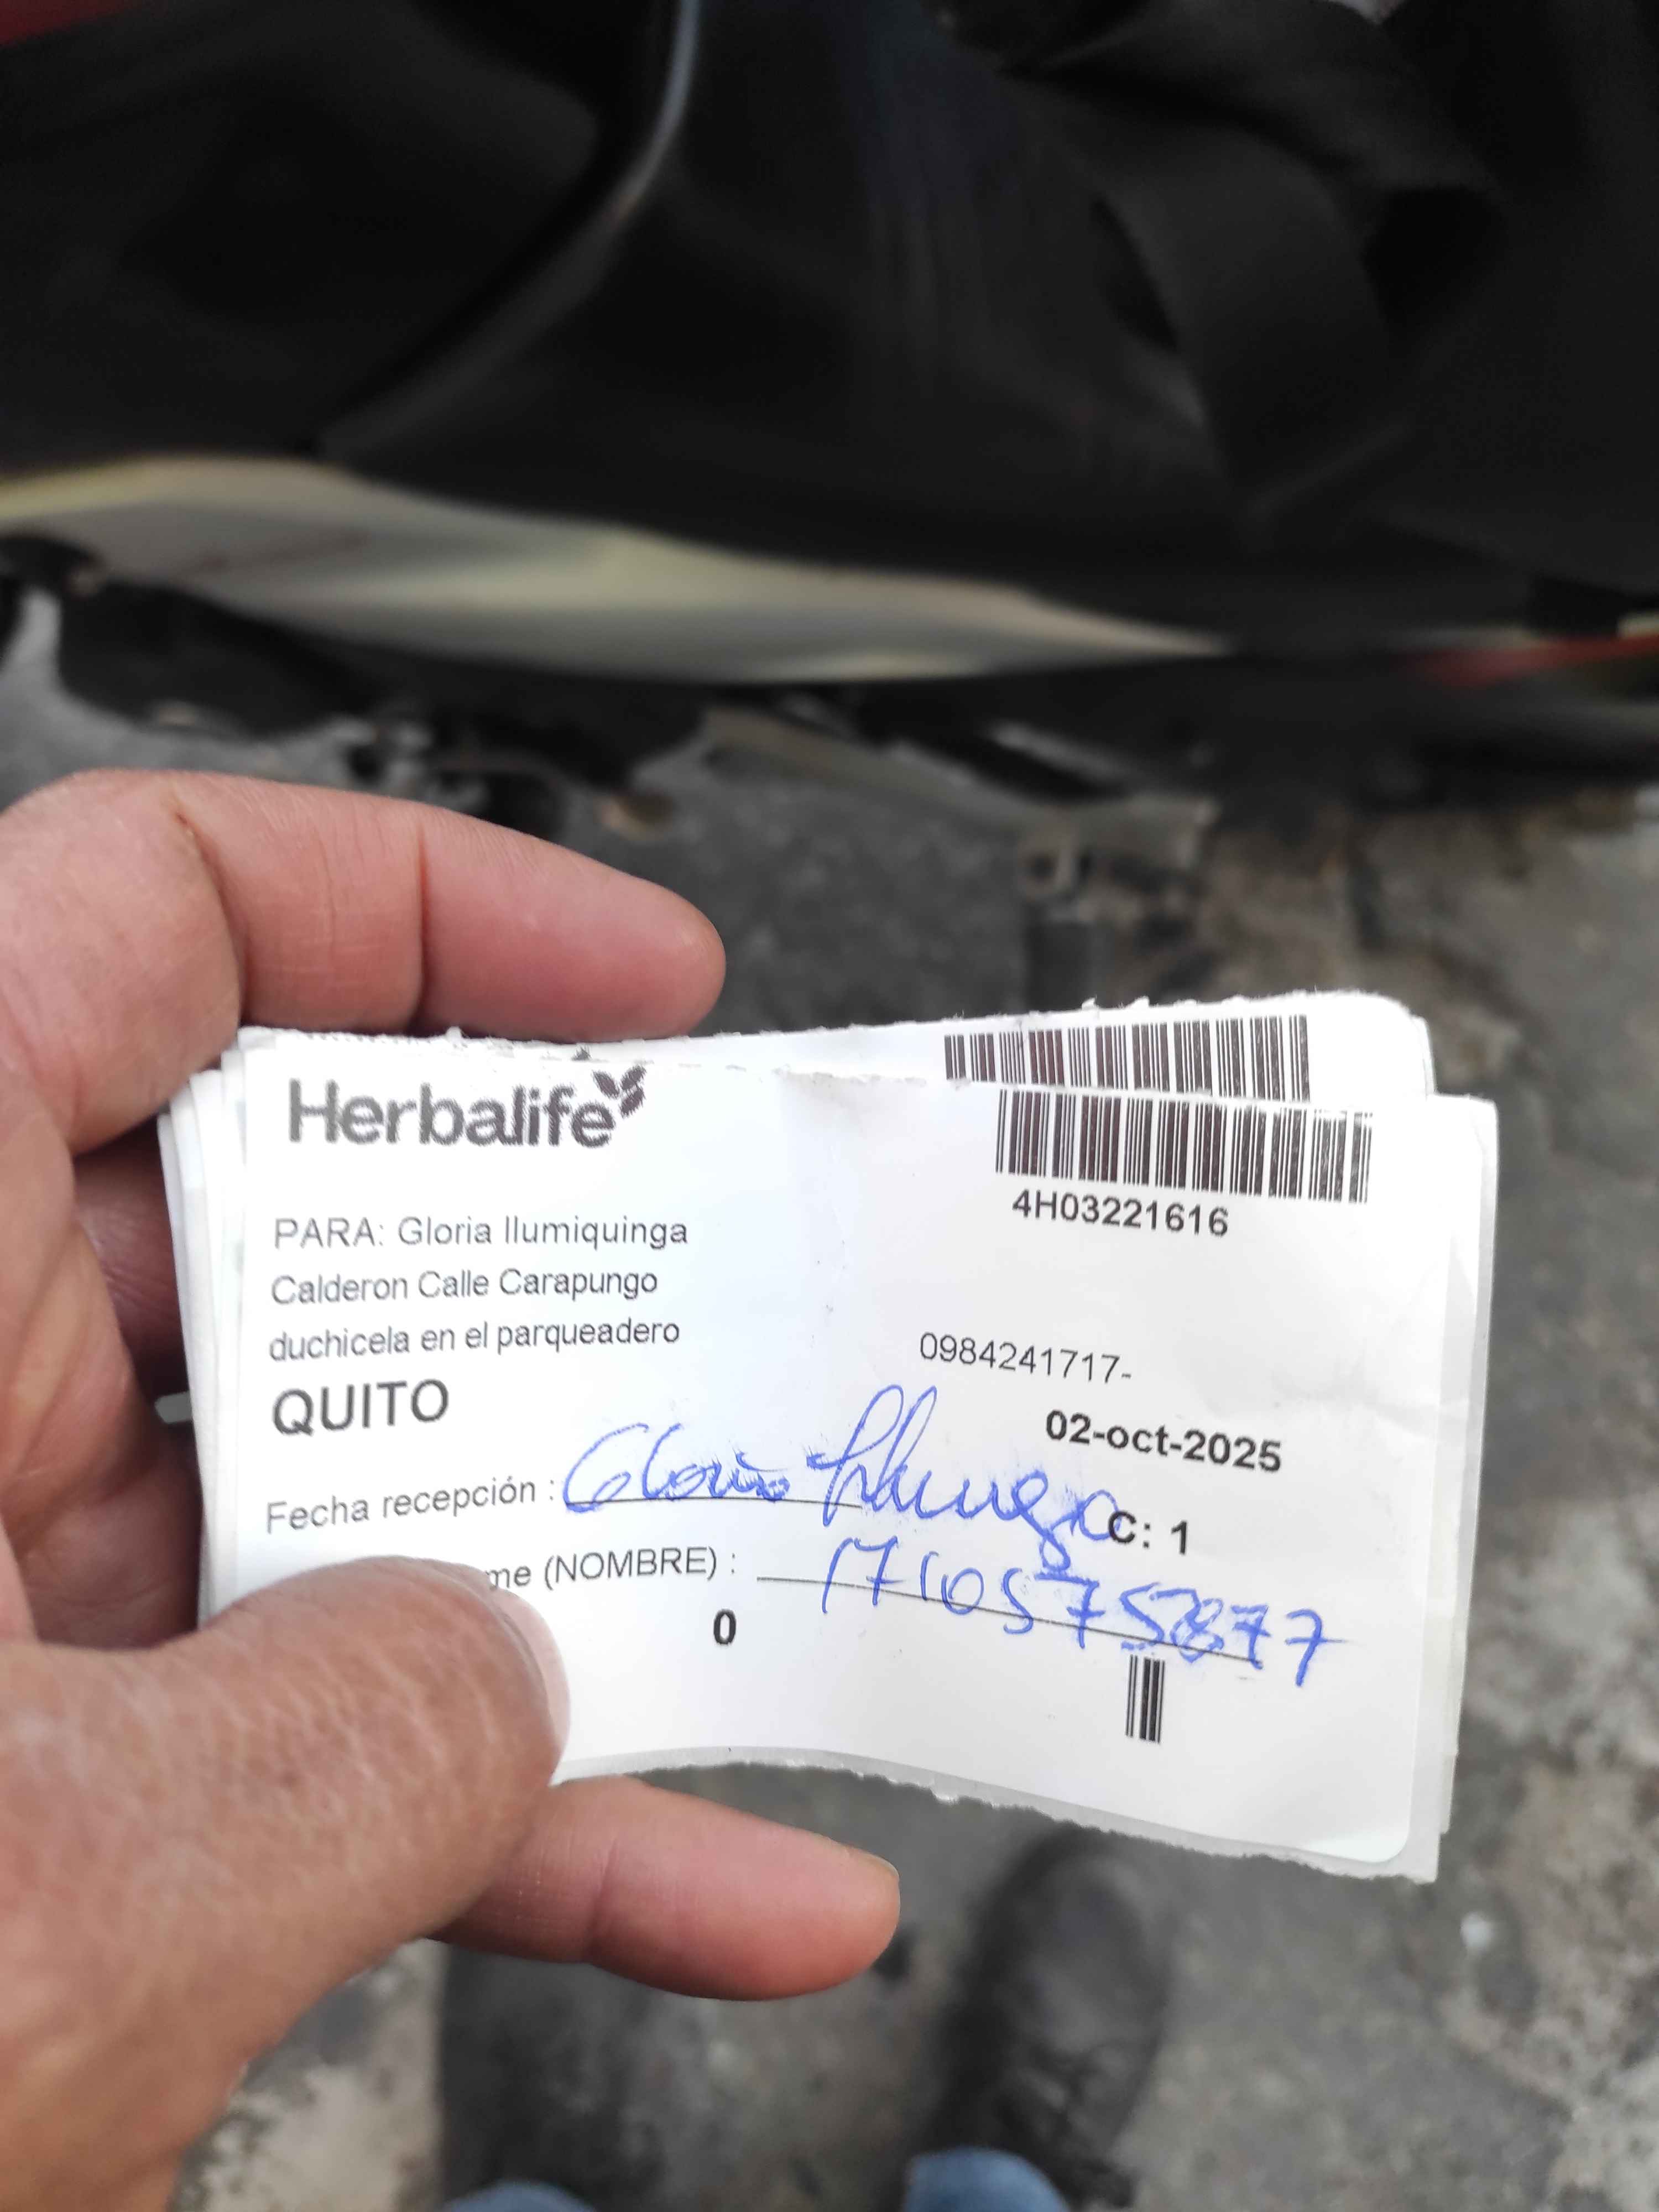 Herbalife
4H03221616
PARA: Gloria Ilumiquinga
Calderon Calle Carapungo
duchicela en el parqueadero
0984241717-
QUITO
02-oct-2025
Fecha recepción : Gloria
C: 1
me (NOMBRE) : 1710575877
0